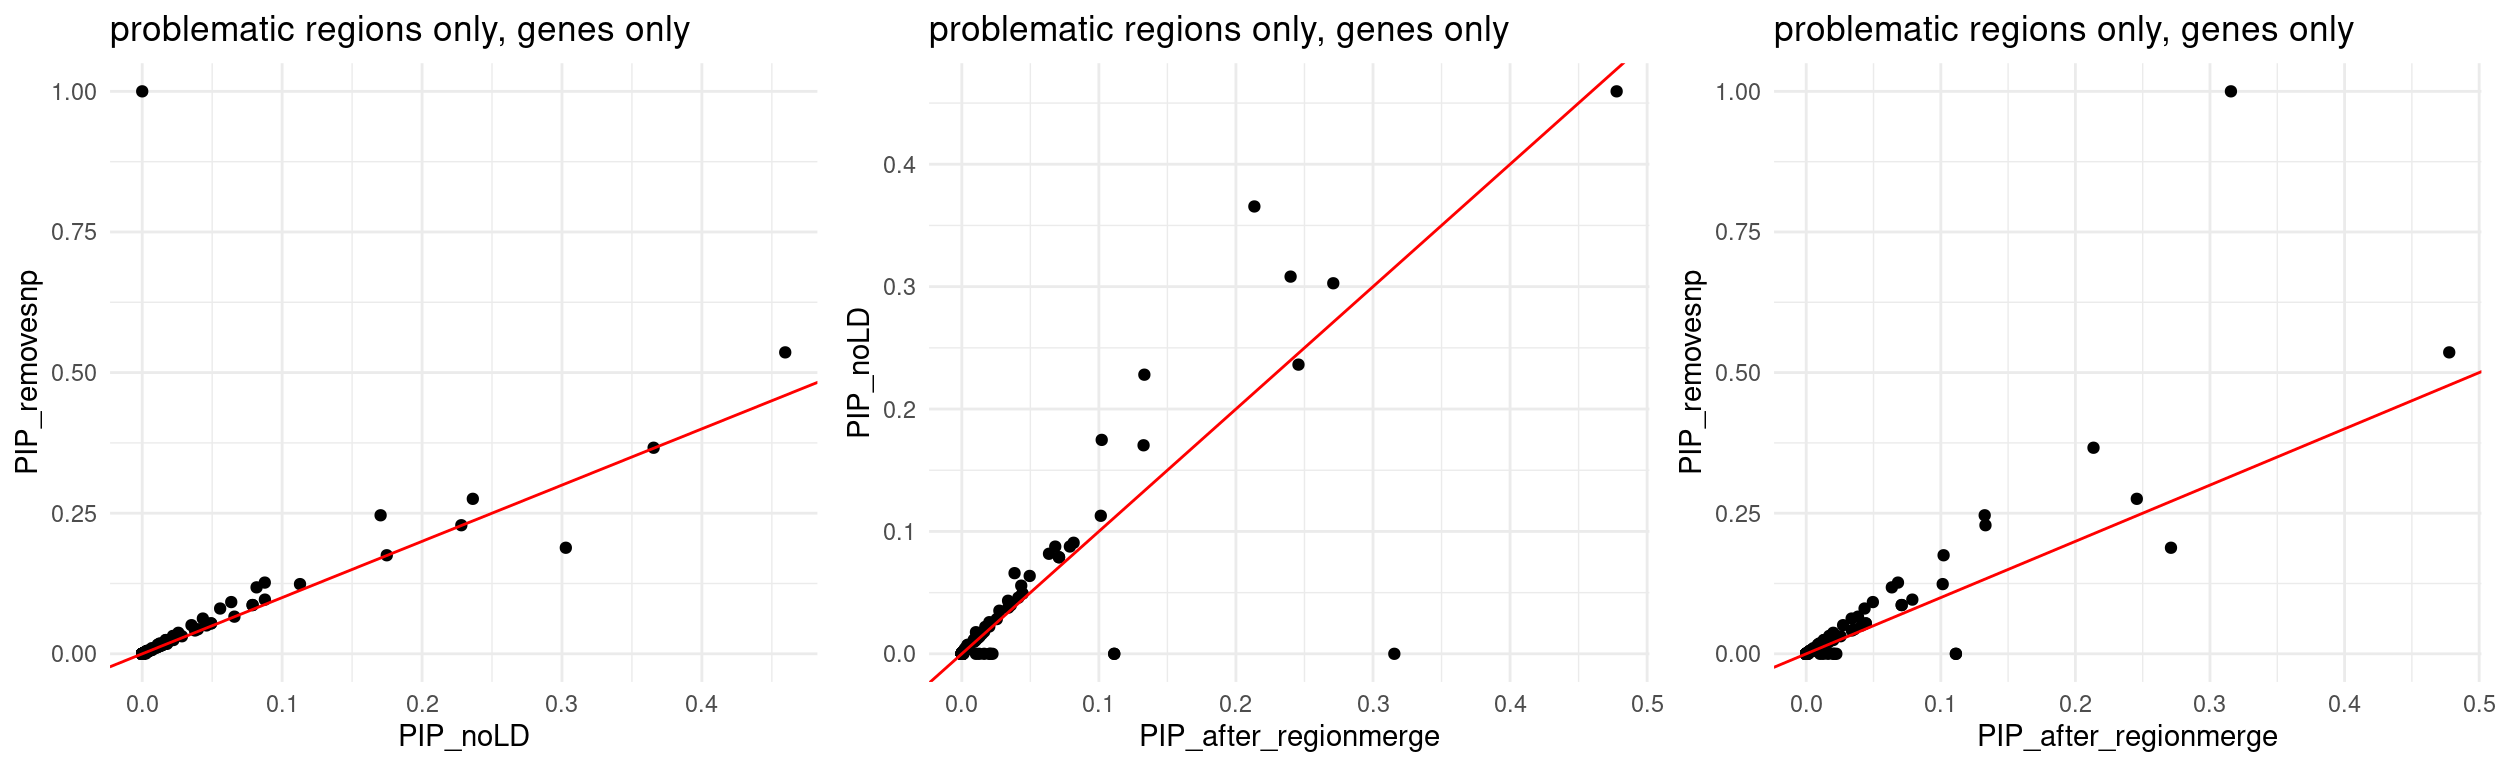 problematic regions only, genes only
1.00
0.75
0.50
0.25
0.00
PIP_removesnp
0.0 0.1 0.2 0.3 0.4
PIP_noLD
problematic regions only, genes only
0.4
0.3
0.2
0.1
0.0
PIP_noLD
0.0 0.1 0.2 0.3 0.4 0.5
PIP_after_regionmerge
problematic regions only, genes only
1.00
0.75
0.50
0.25
0.00
PIP_removesnp
0.0 0.1 0.2 0.3 0.4 0.5
PIP_after_regionmerge